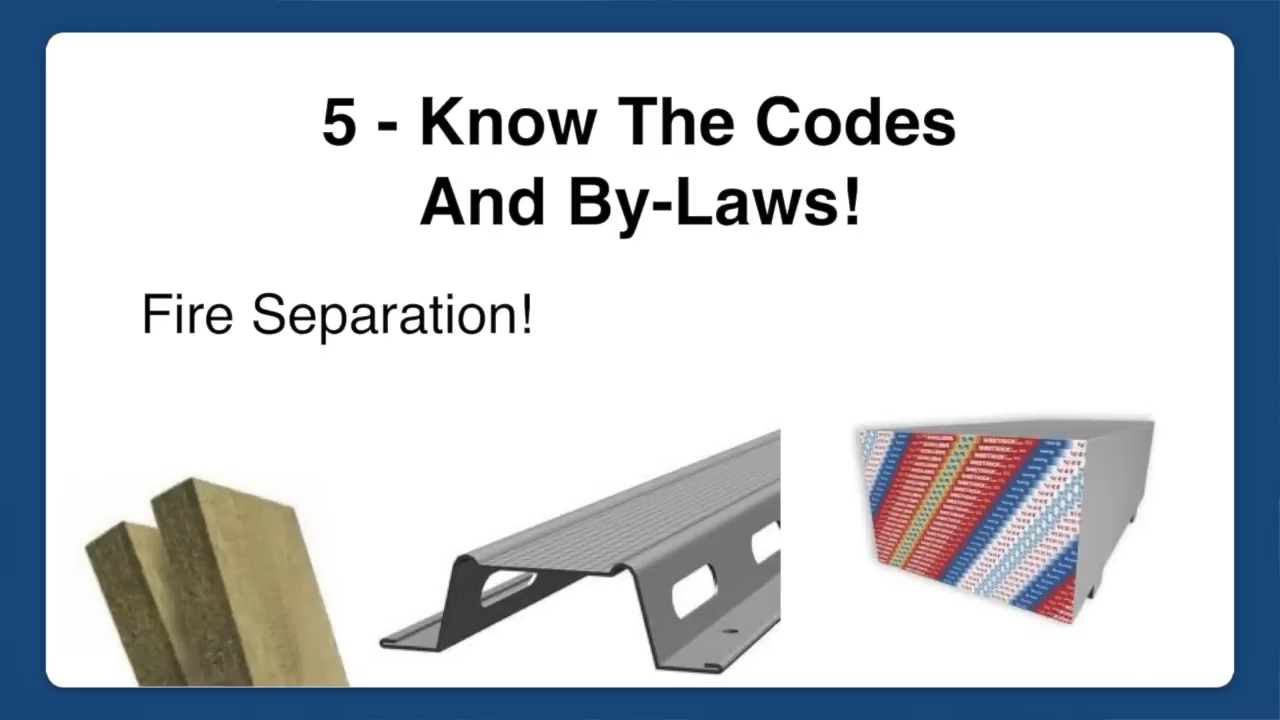 5 - Know The Codes
And By-Laws!
Fire Separation!